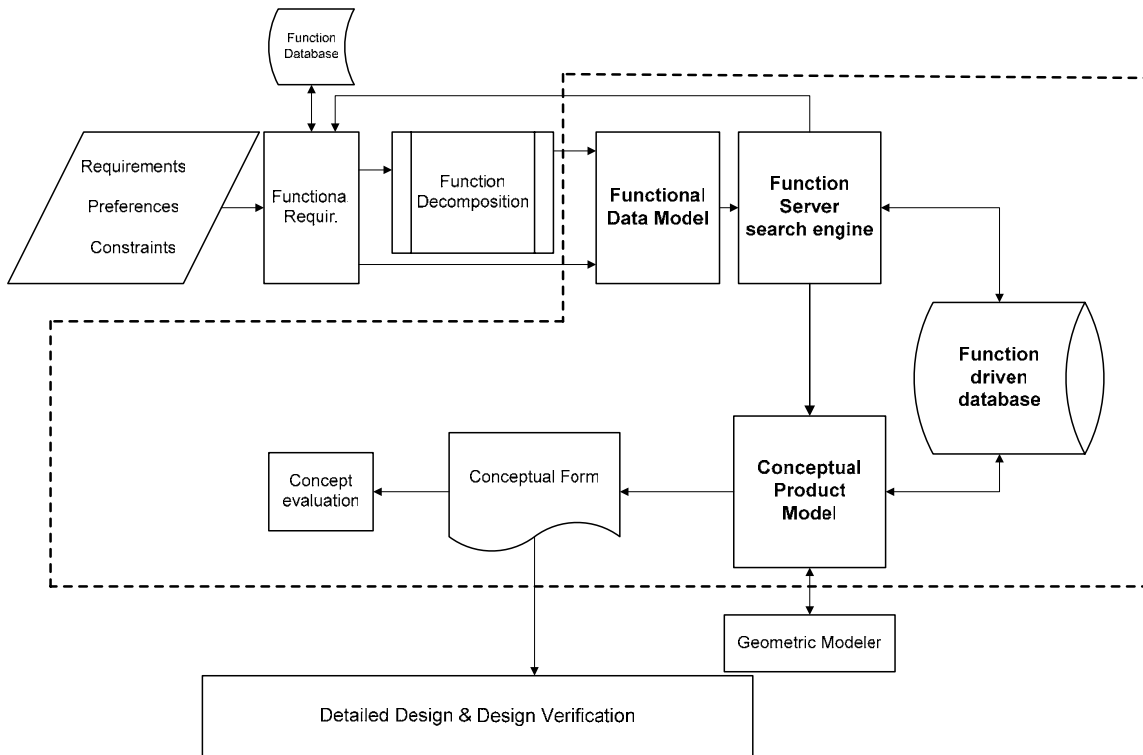 Function
Database
Requirements
Preferences
Constraints
Functiona.
Requir.
Function
Decomposition
Functional
Data Model
Function
Server
search engine
Function
driven
database
Conceptual
Product
Model
Conceptual Form
Concept
evaluation
Geometric Modeler
Detailed Design & Design Verification